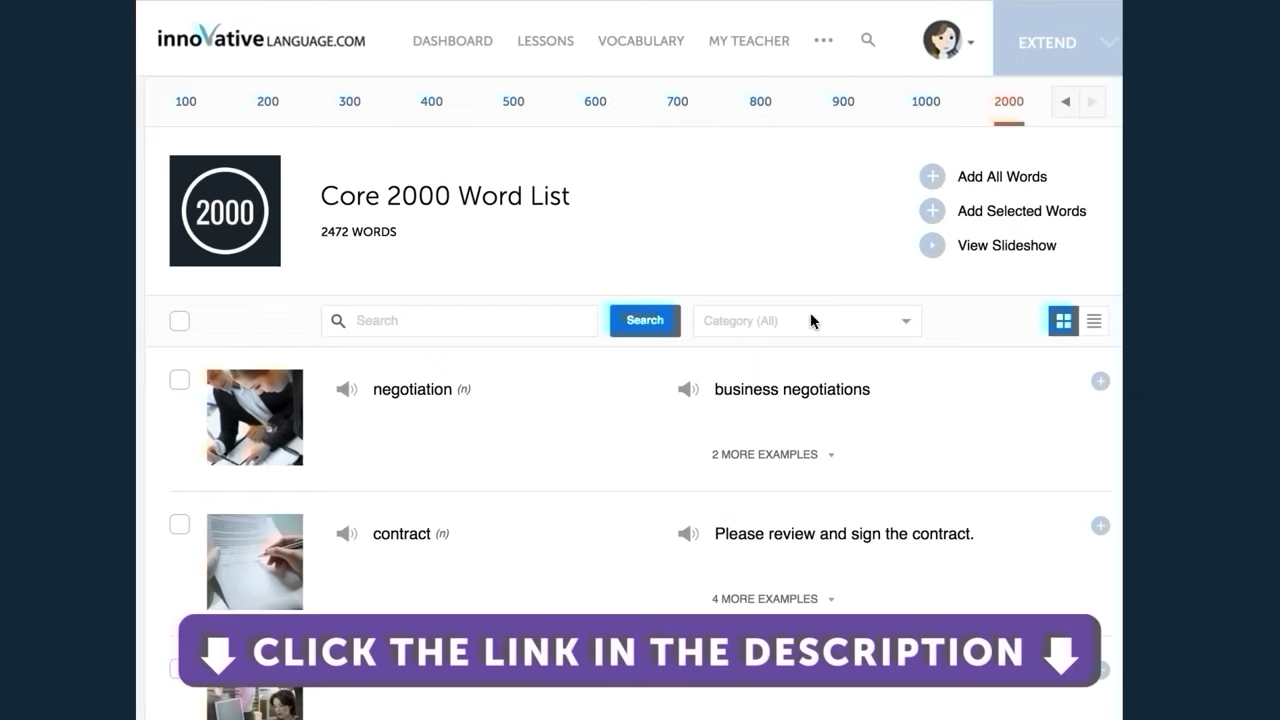 innoVative LANGUAGE.COM
DASHBOARD LESSONS VOCABULARY MY TEACHER ••• EXTEND
100 200 300 400 500 600 700 800 900 1000 2000
2000
Core 2000 Word List
2472 WORDS
Add All Words
Add Selected Words
View Slideshow
Search Search Category (All)
negotiation (n) business negotiations
2 MORE EXAMPLES
contract (n) Please review and sign the contract.
4 MORE EXAMPLES
CLICK THE LINK IN THE DESCRIPTION